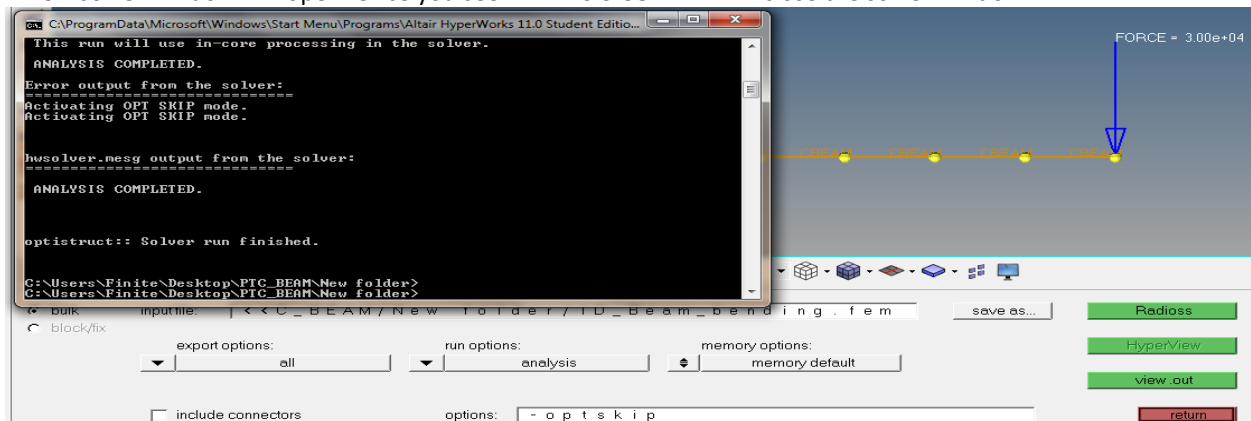 C:\ProgramData\Microsoft\Windows\Start Menu\Programs\Altair HyperWorks 11.0 Student Editio...
This run will use in-core processing in the solver.
ANALYSIS COMPLETED.
Error output from the solver:
==============================
Activating OPT SKIP mode.
Activating OPT SKIP mode.
hwsolver.mesg output from the solver:
==============================
ANALYSIS COMPLETED.
optistruct:: Solver run finished.
C:\Users\Finite\Desktop\PTC_BEAM\New folder>
C:\Users\Finite\Desktop\PTC_BEAM\New folder>
FORCE = 3.00e+04
CBEAM CBEAM CBEAM CBEAM
bulk
input file: < < C _ B E A M / N e w f o l d e r / 1 D _ B e a m _ b e n d i n g . f e m
save as...
Radioss
block/fix
export options:
run options:
memory options:
HyperView
all
analysis
memory default
view .out
include connectors
options: - o p t s k i p
return